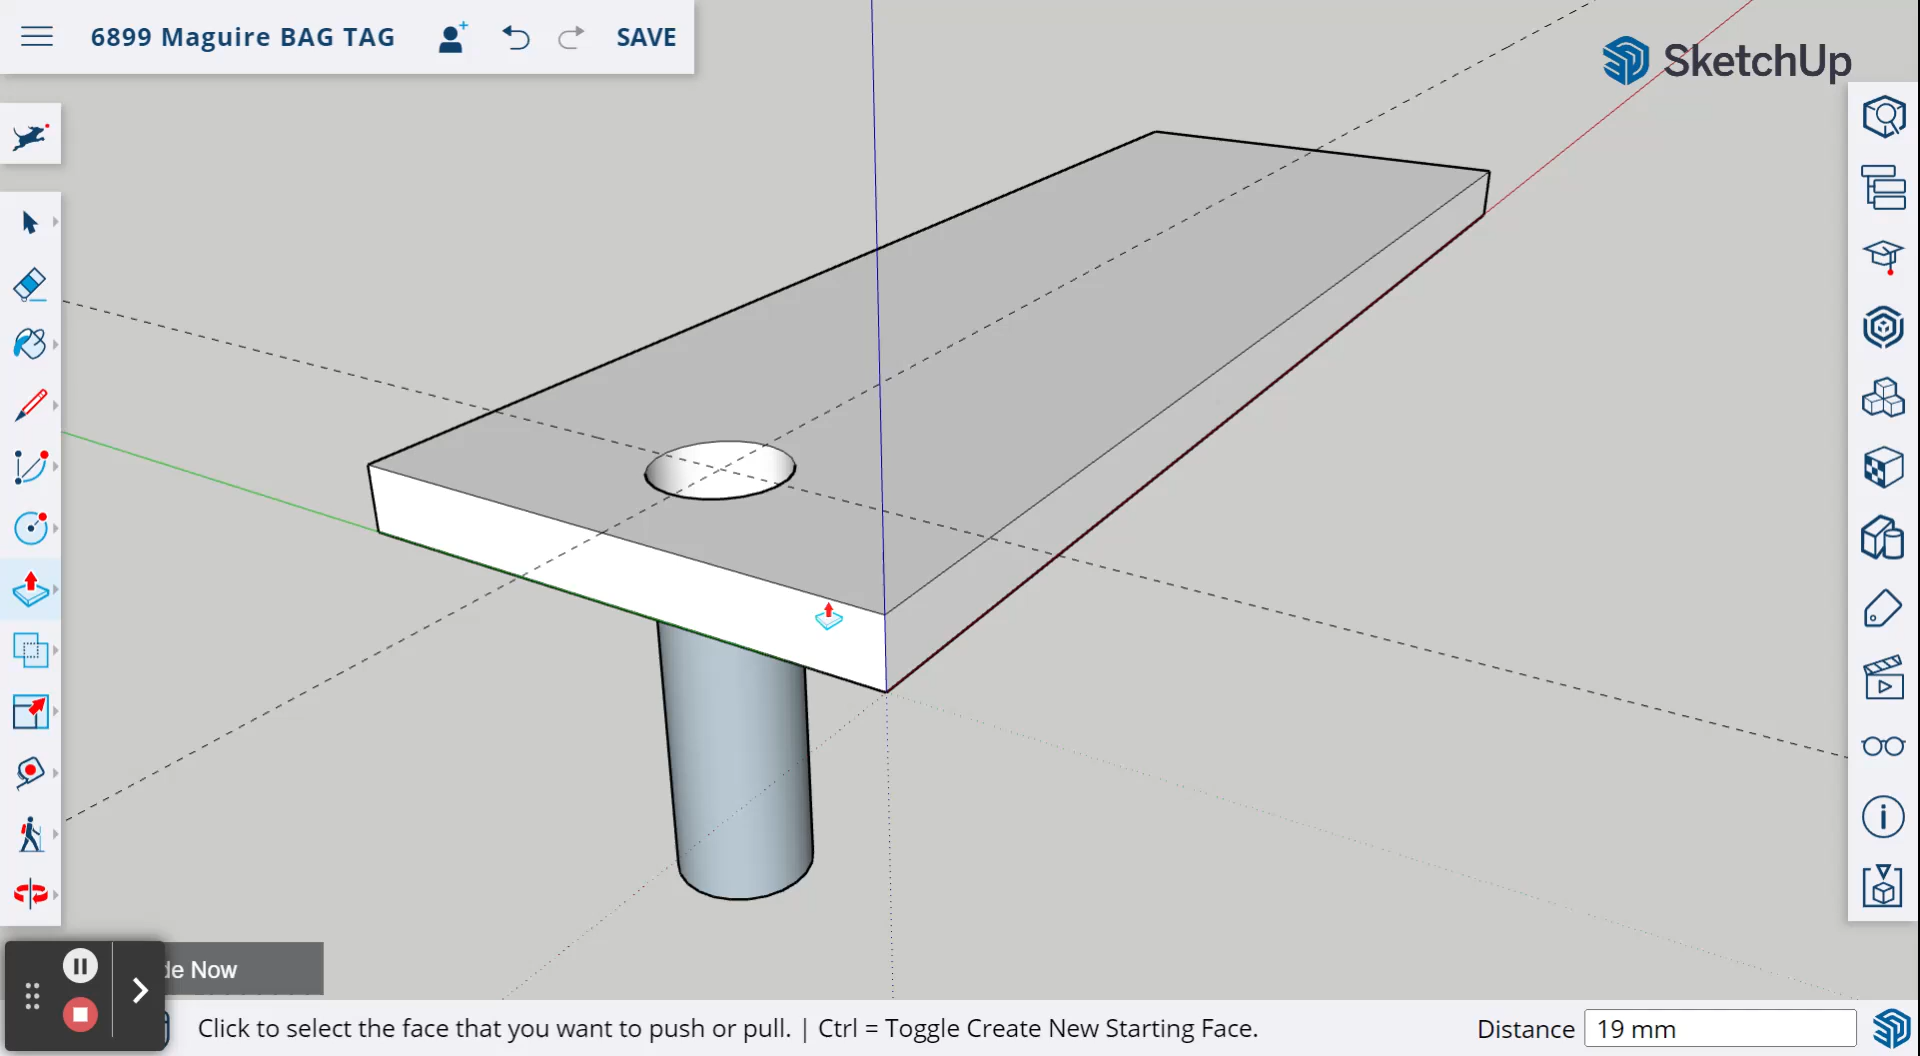 6899 Maguire BAG TAG
SAVE
SketchUp
de Now
Click to select the face that you want to push or pull. | Ctrl = Toggle Create New Starting Face.
Distance
19 mm